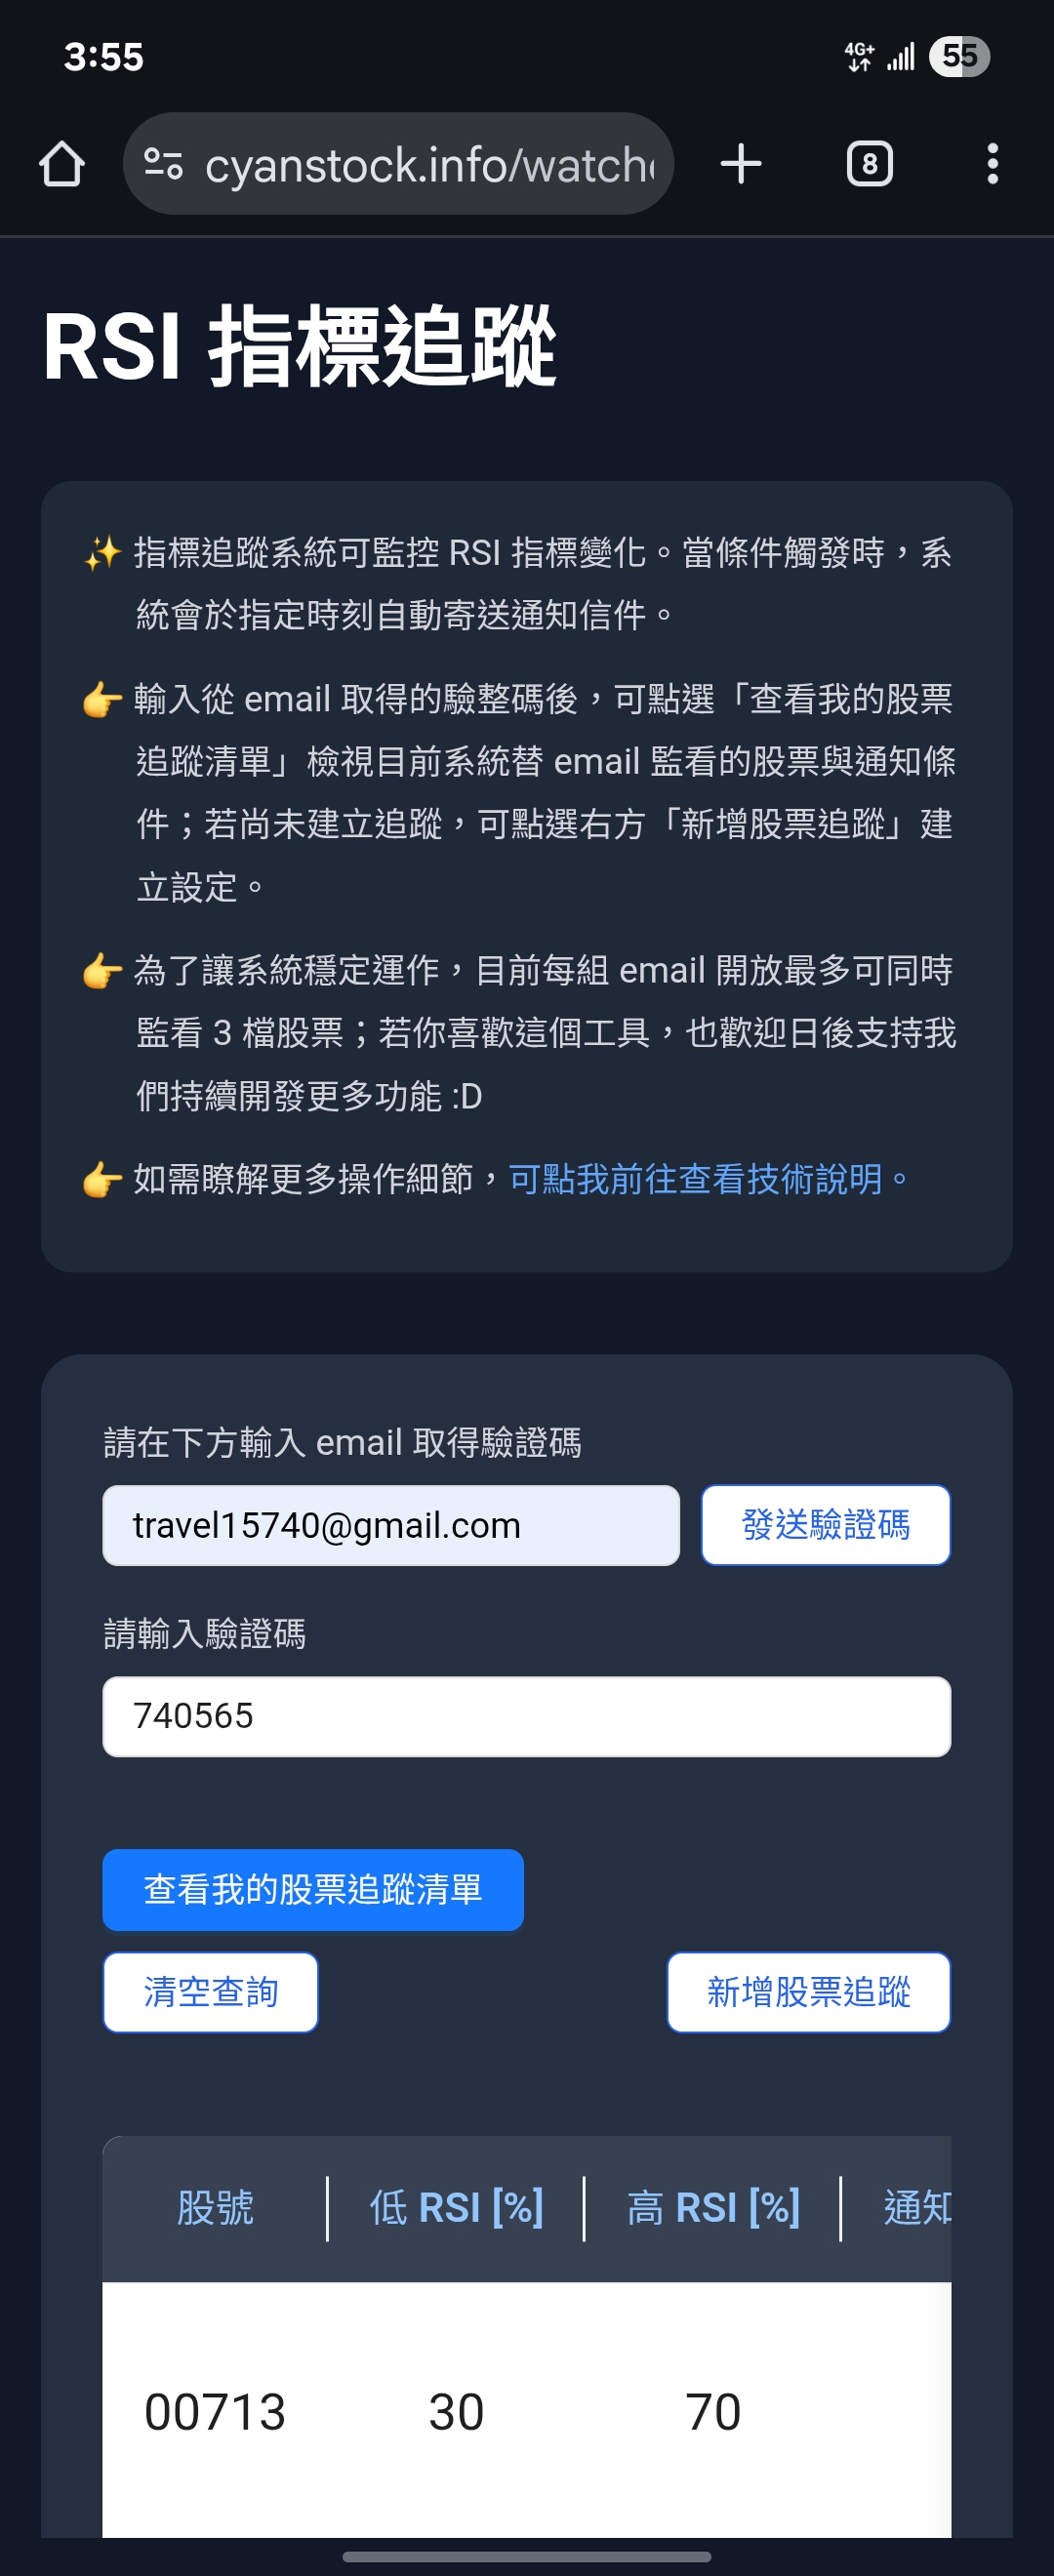 3:55
4G+
55
cyanstock.info/watch
8
RSI 指標追蹤
✨ 指標追蹤系統可監控 RSI 指標變化。當條件觸發時，系
統會於指定時刻自動寄送通知信件。
👉 輸入從 email 取得的驗整碼後，可點選「查看我的股票
追蹤清單」檢視目前系統替 email 監看的股票與通知條
件；若尚未建立追蹤，可點選右方「新增股票追蹤」建
立設定。
👉 為了讓系統穩定運作，目前每組 email 開放最多可同時
監看 3 檔股票；若你喜歡這個工具，也歡迎日後支持我
們持續開發更多功能 :D
👉 如需瞭解更多操作細節，可點我前往查看技術說明。
請在下方輸入 email 取得驗證碼
travel15740@gmail.com
發送驗證碼
請輸入驗證碼
740565
查看我的股票追蹤清單
清空查詢
新增股票追蹤
股號 低 RSI [%] 高 RSI [%] 通知
00713 30 70